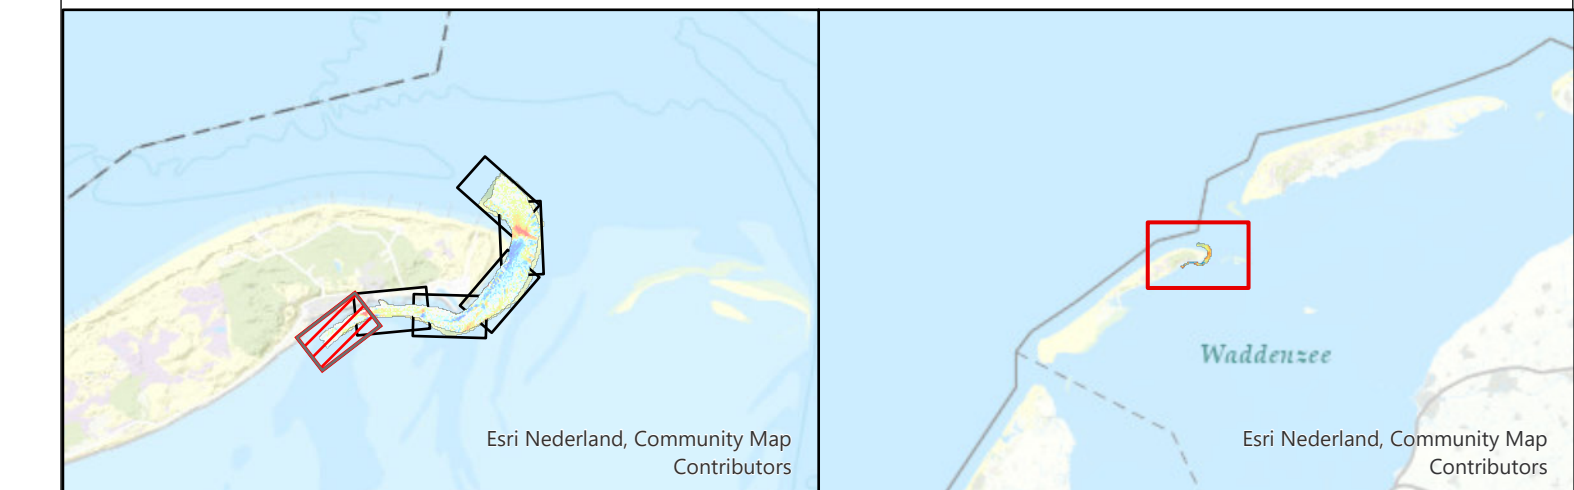 Esri Nederland, Community Map
Contributors
Waddenzee
Esri Nederland, Community Map
Contributors